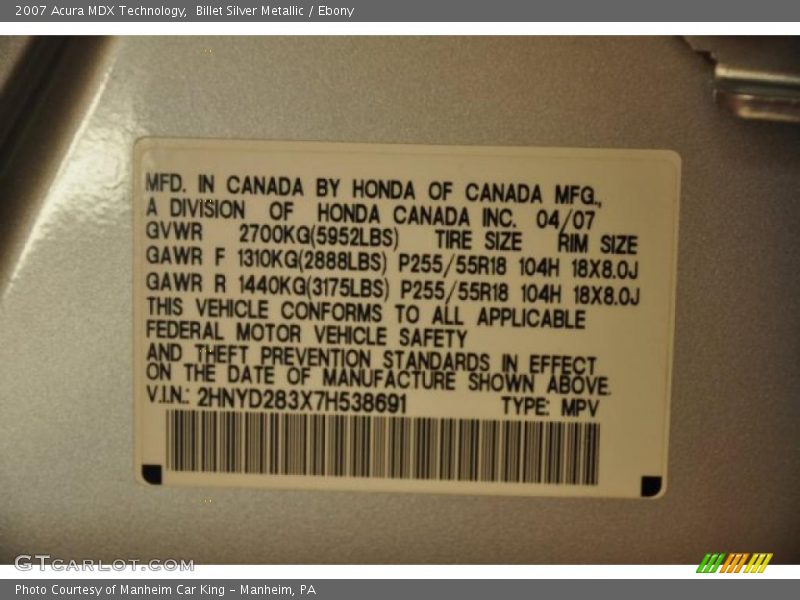 2007 Acura MDX Technology,  Billet Silver Metallic / Ebony
MFD. IN CANADA BY HONDA OF CANADA MFG.,
A DIVISION OF HONDA CANADA INC. 04/07
GVWR 2700KG(5952LBS) TIRE SIZE RIM SIZE
GAWR F 1310KG(2888LBS) P255/55R18 104H 18X8.0J
GAWR R 1440KG(3175LBS) P255/55R18 104H 18X8.0J
THIS VEHICLE CONFORMS TO ALL APPLICABLE
FEDERAL MOTOR VEHICLE SAFETY
AND THEFT PREVENTION STANDARDS IN EFFECT
ON THE DATE OF MANUFACTURE SHOWN ABOVE.
V.I.N.: 2HNYD283X7H538691 TYPE: MPV
GTCARLOT.COM
Photo Courtesy of Manheim Car King - Manheim, PA